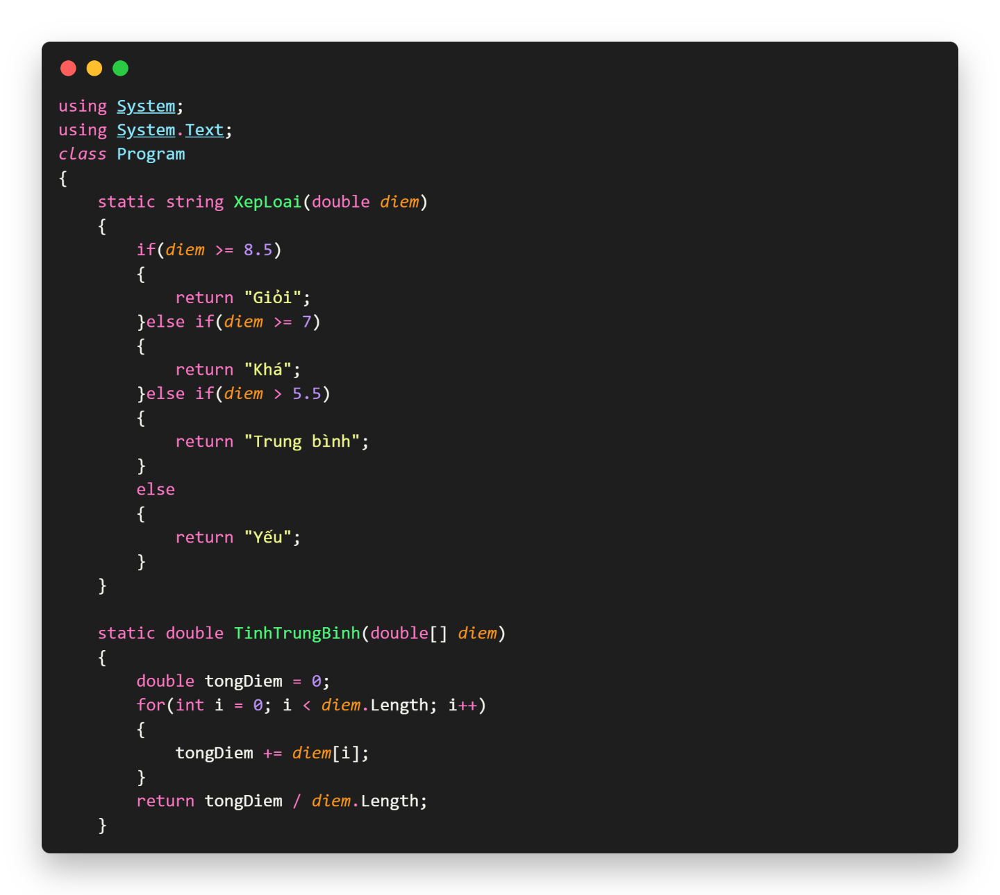 using System;
using System.Text;
class Program
{
    static string XepLoai(double diem)
    {
        if(diem >= 8.5)
        {
            return "Giỏi";
        }else if(diem >= 7)
        {
            return "Khá";
        }else if(diem > 5.5)
        {
            return "Trung bình";
        }
        else
        {
            return "Yếu";
        }
    }

    static double TinhTrungBinh(double[] diem)
    {
        double tongDiem = 0;
        for(int i = 0; i < diem.Length; i++)
        {
            tongDiem += diem[i];
        }
        return tongDiem / diem.Length;
    }